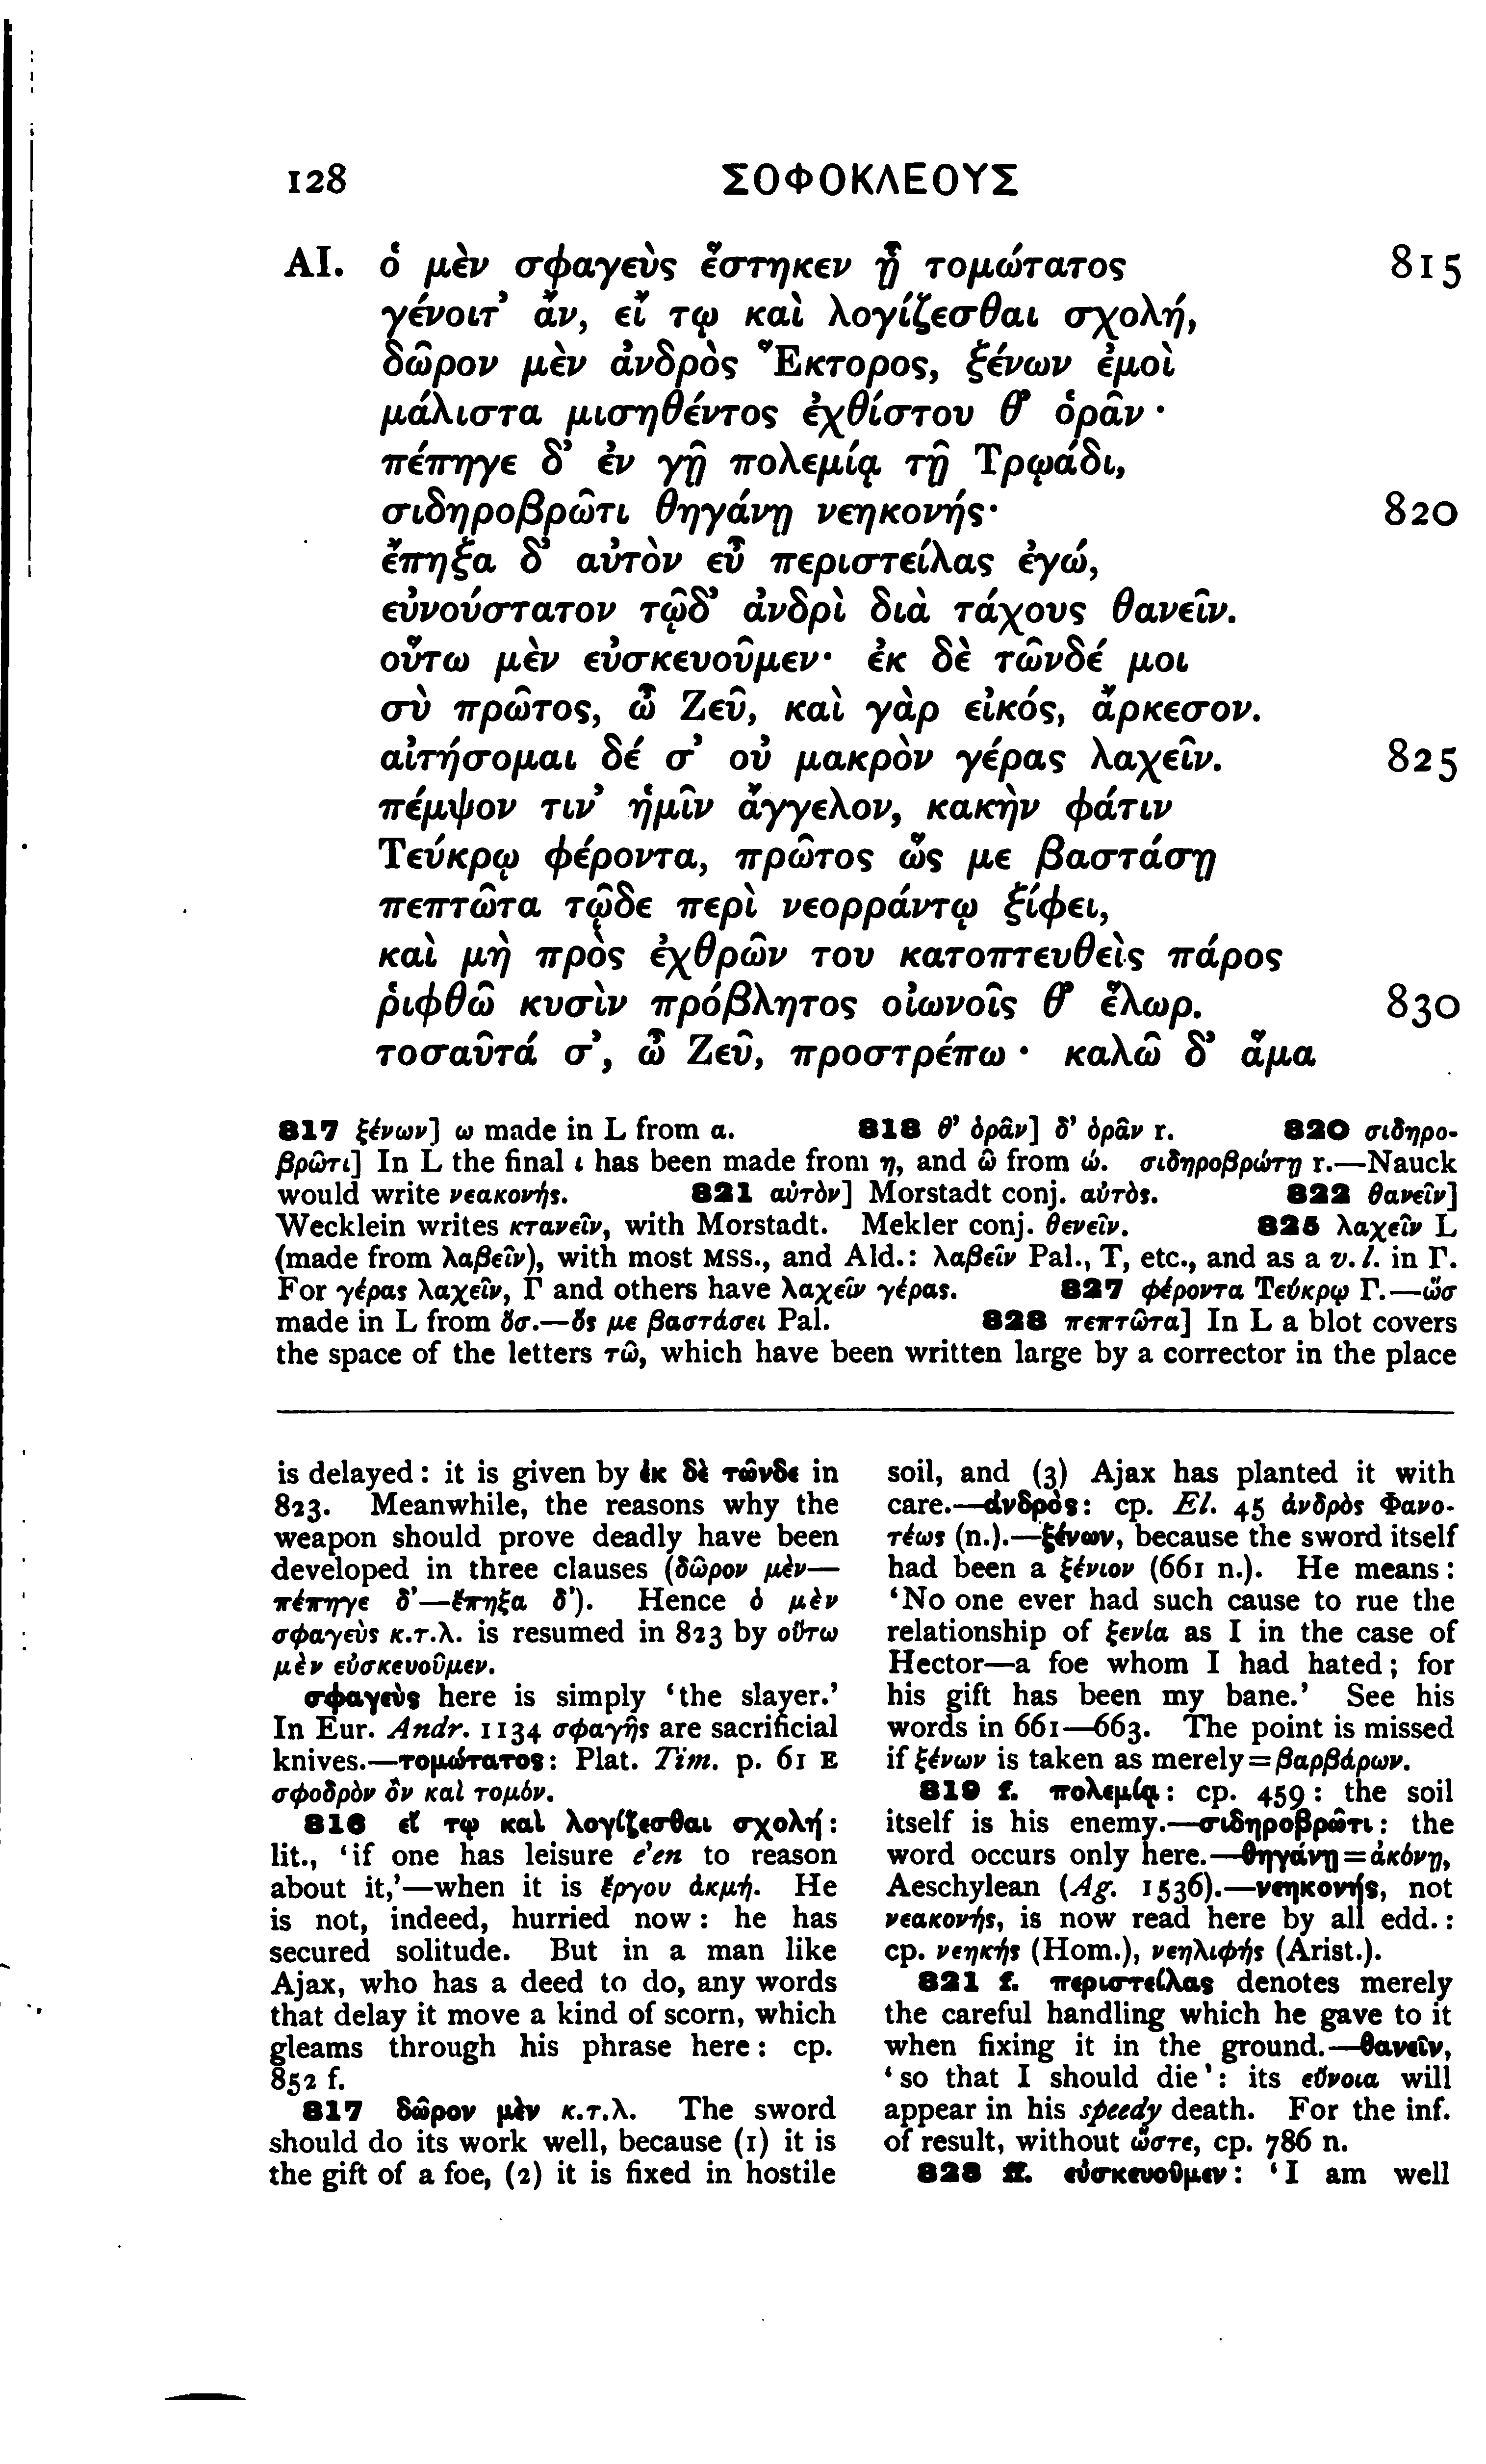 128 ΣΟΦΟΚΛΕΟΥΣ
ΑΙ. ὁ μὲν σφαγεὺς ἕστηκεν ᾗ τομώτατος 815
γένοιτ' ἄν, εἴ τῳ καὶ λογίζεσθαι σχολή,
δῶρον μὲν ἀνδρὸς Ἕκτορος, ξένων ἐμοὶ
μάλιστα μισηθέντος ἐχθίστου θ' ὁρᾶν·
πέπηγε δ' ἐν γῇ πολεμίᾳ τῇ Τρῳάδι,
σιδηροβρῶτι θηγάνῃ νεηκονής· 820
ἔπηξα δ' αὐτὸν εὖ περιστείλας ἐγώ,
εὐνούστατον τῷδ' ἀνδρὶ διὰ τάχους θανεῖν.
οὕτω μὲν εὐσκευοῦμεν· ἐκ δὲ τῶνδέ μοι
σὺ πρῶτος, ὦ Ζεῦ, καὶ γὰρ εἰκός, ἄρκεσον.
αἰτήσομαι δέ σ' οὐ μακρὸν γέρας λαχεῖν. 825
πέμψον τιν' ἡμῖν ἄγγελον, κακὴν φάτιν
Τεύκρῳ φέροντα, πρῶτος ὥς με βαστάσῃ
πεπτῶτα τῷδε περὶ νεορράντῳ ξίφει,
καὶ μὴ πρὸς ἐχθρῶν του κατοπτευθεὶς πάρος
ῥιφθῶ κυσὶν πρόβλητος οἰωνοῖς θ' ἕλωρ. 830
τοσαῦτά σ', ὦ Ζεῦ, προστρέπω· καλῶ δ' ἅμα
817 ξένων] ω made in L from α. 818 θ' ὁρᾶν] δ' ὁρᾶν r. 820 σιδηρο-
βρῶτι] In L the final ι has been made from η, and ῶ from ώ. σιδηροβρώτῃ r.—Nauck
would write νεακονής. 821 αὐτὸν] Morstadt conj. αὐτὸς. 822 θανεῖν]
Wecklein writes κτανεῖν, with Morstadt. Mekler conj. θενεῖν. 825 λαχεῖν L
(made from λαβεῖν), with most MSS., and Ald.: λαβεῖν Pal., T, etc., and as a v. l. in Γ.
For γέρας λαχεῖν, Γ and others have λαχεῖν γέρας. 827 φέροντα Τεύκρῳ Γ.—ὥσ
made in L from ὅσ.—ὅς με βαστάσει Pal. 828 πεπτῶτα] In L a blot covers
the space of the letters τῶ, which have been written large by a corrector in the place
is delayed: it is given by ἐκ δὲ τῶνδε in
823. Meanwhile, the reasons why the
weapon should prove deadly have been
developed in three clauses (δῶρον μὲν—
πέπηγε δ'—ἔπηξα δ'). Hence ὁ μὲν
σφαγεὺς κ.τ.λ. is resumed in 823 by οὕτω
μὲν εὐσκευοῦμεν.
σφαγεὺς here is simply 'the slayer.'
In Eur. Andr. 1134 σφαγῆς are sacrificial
knives.—τομώτατος: Plat. Tim. p. 61 E
σφοδρὸν ὂν καὶ τομόν.
816 εἴ τῳ καὶ λογίζεσθαι σχολή:
lit., 'if one has leisure e'en to reason
about it,'—when it is ἔργου ἀκμή. He
is not, indeed, hurried now: he has
secured solitude. But in a man like
Ajax, who has a deed to do, any words
that delay it move a kind of scorn, which
gleams through his phrase here: cp.
852 f.
817 δῶρον μὲν κ.τ.λ. The sword
should do its work well, because (1) it is
the gift of a foe, (2) it is fixed in hostile
soil, and (3) Ajax has planted it with
care.—ἀνδρὸς: cp. El. 45 ἀνδρὸς Φανο-
τέως (n.).—ξένων, because the sword itself
had been a ξένιον (661 n.). He means:
'No one ever had such cause to rue the
relationship of ξενία as I in the case of
Hector—a foe whom I had hated; for
his gift has been my bane.' See his
words in 661—663. The point is missed
if ξένων is taken as merely=βαρβάρων.
819 f. πολεμίᾳ: cp. 459: the soil
itself is his enemy.—σιδηροβρῶτι: the
word occurs only here.—θηγάνῃ=ἀκόνῃ,
Aeschylean (Ag. 1536).—νεηκονής, not
νεακονής, is now read here by all edd.:
cp. νεηκής (Hom.), νεηλιφής (Arist.).
821 f. περιστείλας denotes merely
the careful handling which he gave to it
when fixing it in the ground.—θανεῖν,
'so that I should die': its εὔνοια will
appear in his speedy death. For the inf.
of result, without ὥστε, cp. 786 n.
823 ff. εὐσκευοῦμεν: 'I am well